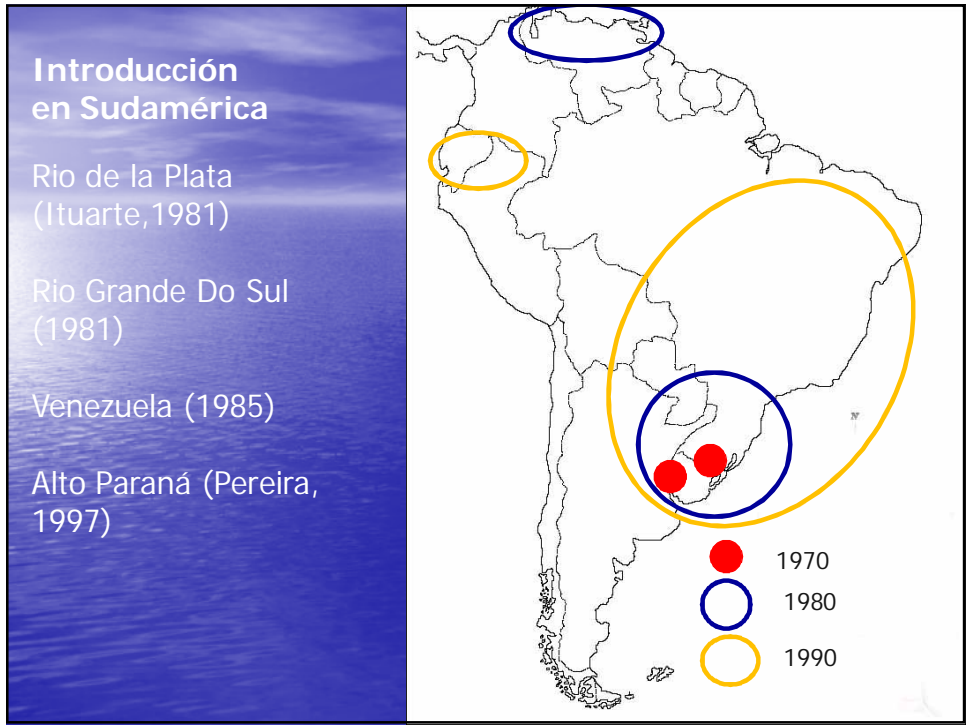 Introducción
en Sudamérica
Rio de la Plata
(Ituarte,1981)
Rio Grande Do Sul
(1981)
Venezuela (1985)
Alto Paraná (Pereira,
1997)
N
1970
1980
1990